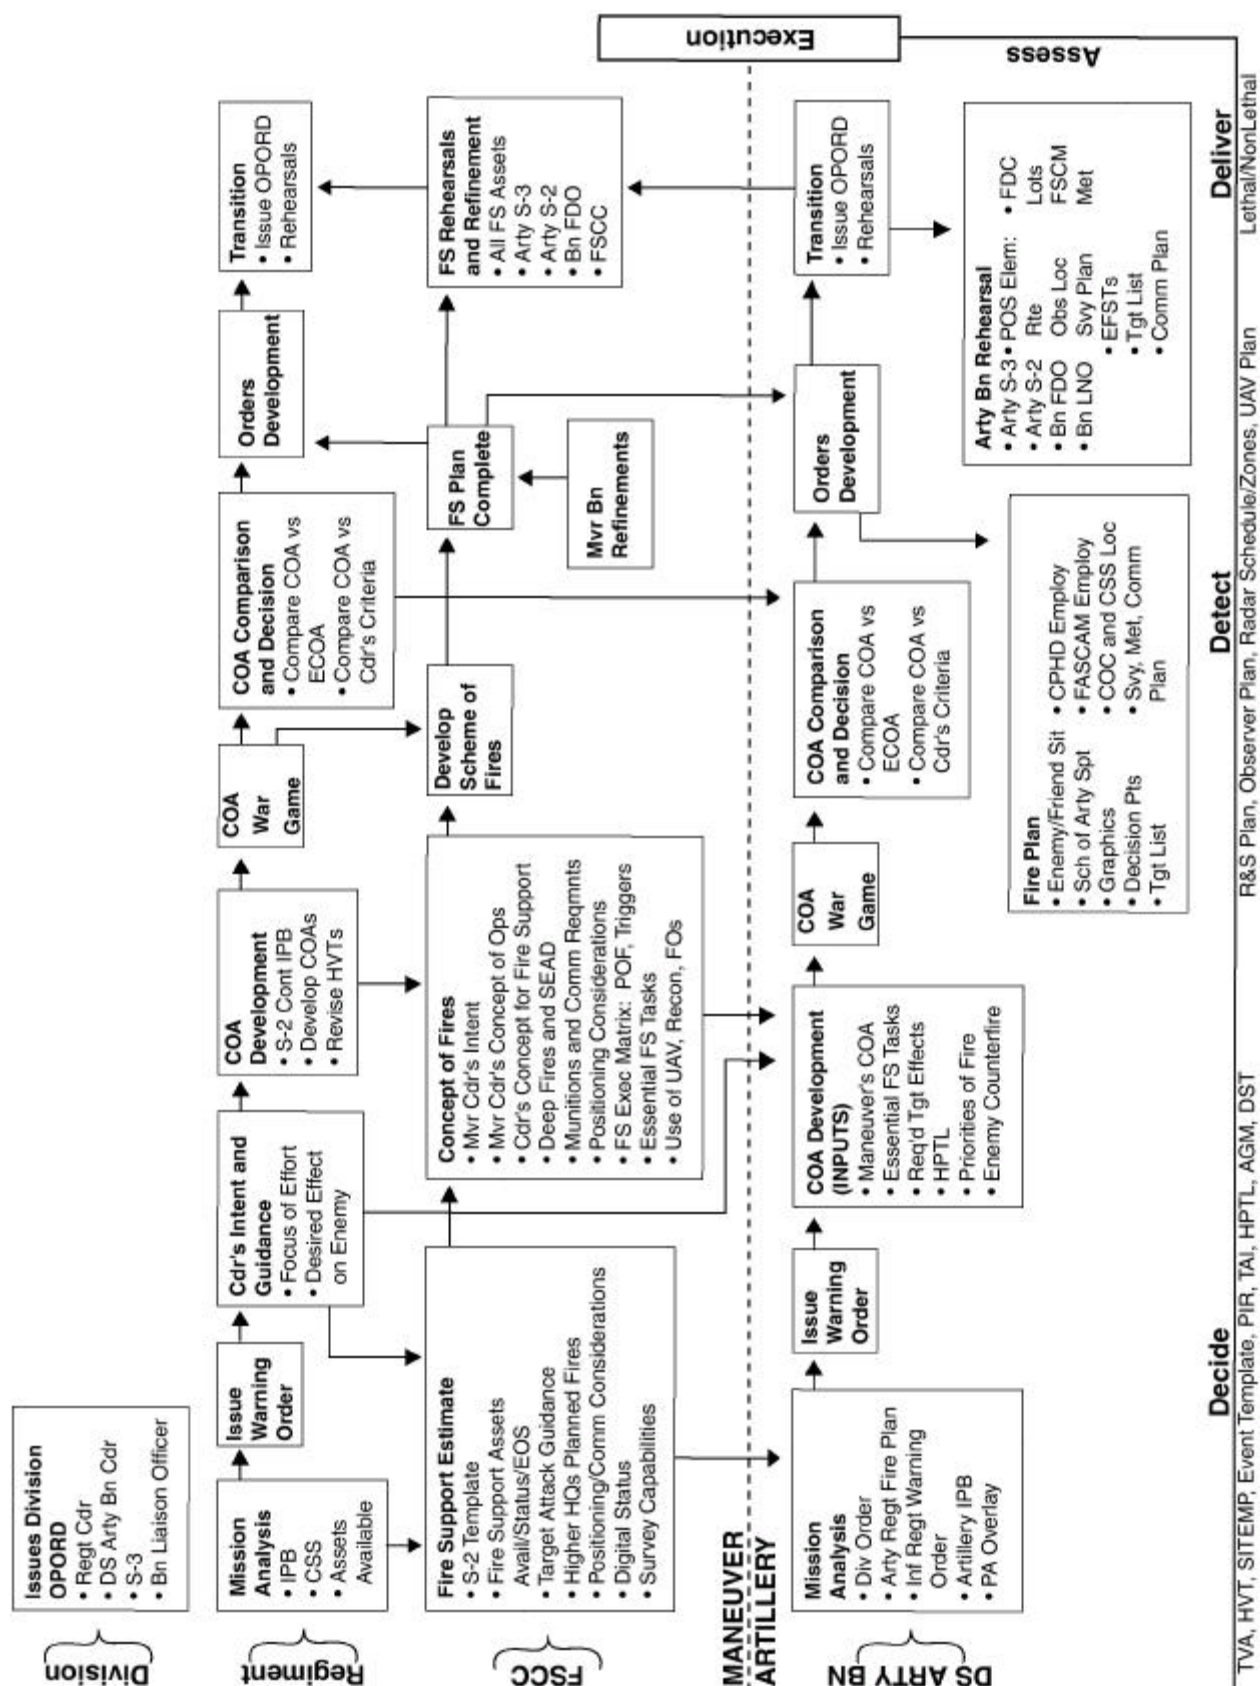 Division
Issues Division
OPORD
• Regt Cdr
• DS Arty Bn Cdr
• S-3
• Bn Liaison Officer
Regiment
Mission
Analysis
• IPB
• CSS
• Assets
Available
Issue
Warning
Order
Cdr's Intent and
Guidance
• Focus of Effort
• Desired Effect
on Enemy
COA
Development
• S-2 Cont IPB
• Develop COAs
• Revise HVTs
COA
War
Game
COA Comparison
and Decision
• Compare COA vs
ECOA
• Compare COA vs
Cdr's Criteria
Orders
Development
Transition
• Issue OPORD
• Rehearsals
FSCC
Fire Support Estimate
• S-2 Template
• Fire Support Assets
Avail/Status/EOS
• Target Attack Guidance
• Higher HQs Planned Fires
• Positioning/Comm Considerations
• Digital Status
• Survey Capabilities
Concept of Fires
• Mvr Cdr's Intent
• Mvr Cdr's Concept of Ops
• Cdr's Concept for Fire Support
• Deep Fires and SEAD
• Munitions and Comm Reqmnts
• Positioning Considerations
• FS Exec Matrix: POF, Triggers
• Essential FS Tasks
• Use of UAV, Recon, FOs
Develop
Scheme of
Fires
FS Plan
Complete
Mvr Bn
Refinements
FS Rehearsals
and Refinement
• All FS Assets
• Arty S-3
• Arty S-2
• Bn FDO
• FSCC
MANEUVER
ARTILLERY
Execution
DS ARTY BN
Mission
Analysis
• Div Order
• Arty Regt Fire Plan
• Inf Regt Warning
Order
• Artillery IPB
• PA Overlay
Issue
Warning
Order
COA Development
(INPUTS)
• Maneuver's COA
• Essential FS Tasks
• Req'd Tgt Effects
• HPTL
• Priorities of Fire
• Enemy Counterfire
COA
War
Game
COA Comparison
and Decision
• Compare COA vs
ECOA
• Compare COA vs
Cdr's Criteria
Orders
Development
Transition
• Issue OPORD
• Rehearsals
Assess
Fire Plan
• Enemy/Friend Sit • CPHD Employ
• Sch of Arty Spt • FASCAM Employ
• Graphics • COC and CSS Loc
• Decision Pts • Svy, Met, Comm
• Tgt List Plan
Arty Bn Rehearsal
• Arty S-3 • POS Elem: • FDC
• Arty S-2 Rte Lots
• Bn FDO Obs Loc FSCM
• Bn LNO Svy Plan Met
• EFSTs
• Tgt List
• Comm Plan
Decide Detect Deliver
TVA, HVT, SITEMP, Event Template, PIR, TAI, HPTL, AGM, DST R&S Plan, Observer Plan, Radar Schedule/Zones, UAV Plan Lethal/NonLethal